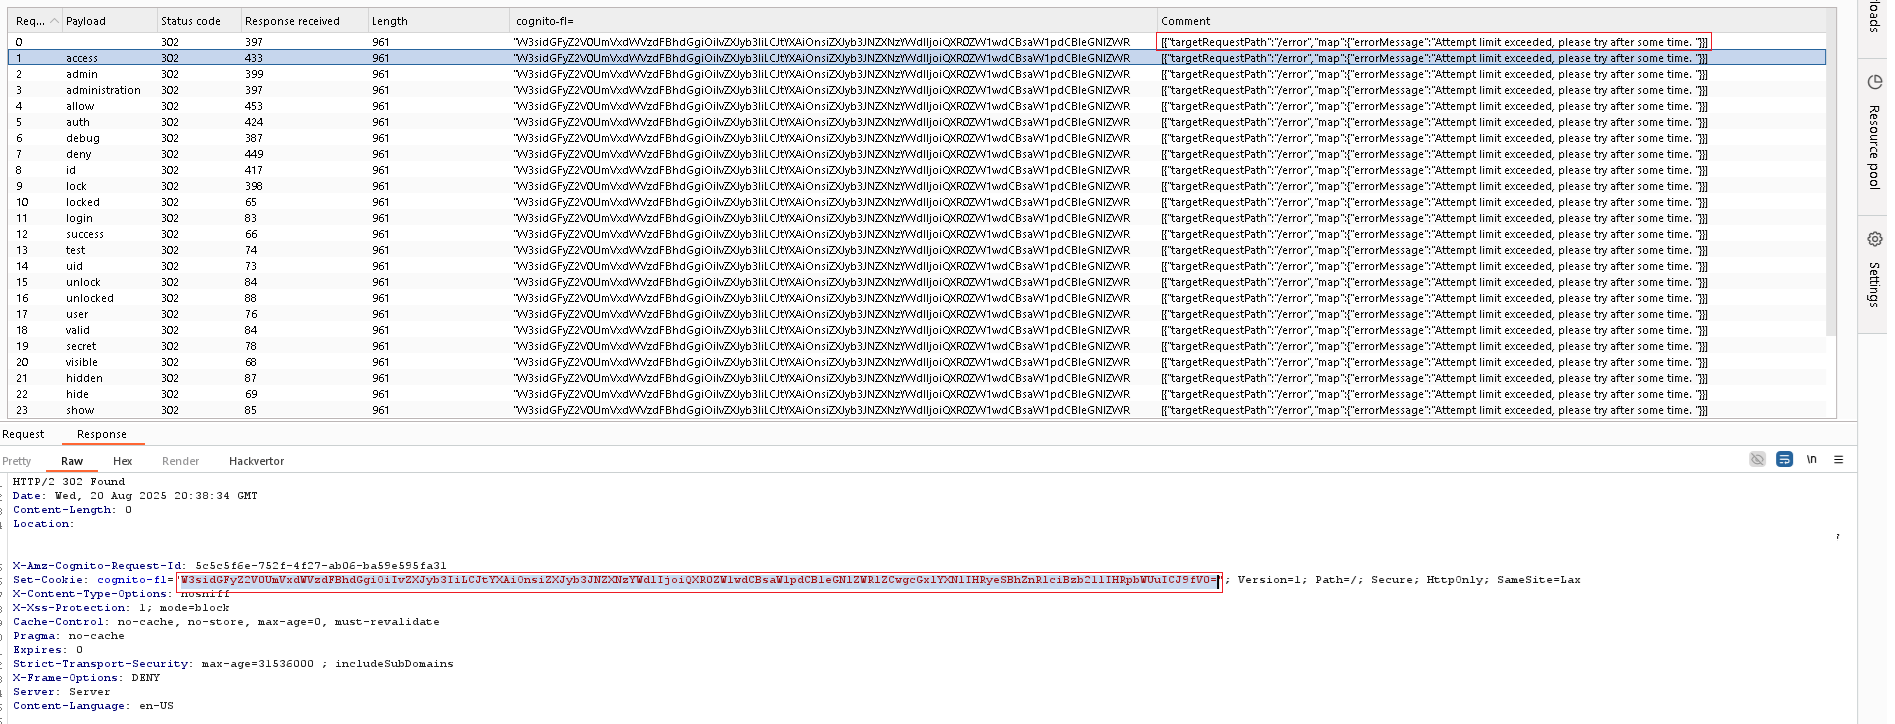 Req... Payload Status code Response received Length cognito-fl= Comment
0 302 397 961 "W3sidGFyZ2V0UmVxdWVzdFBhdGgiOiIvZXJyb3IiLCJtYXAiOnsiZXJyb3JNZXNzYWdlIjoiQXR0ZW1wdCBsaW1pdCBleGNlZWR [{"targetRequestPath":"/error","map":{"errorMessage":"Attempt limit exceeded, please try after some time. "}}]
1 access 302 433 961 "W3sidGFyZ2V0UmVxdWVzdFBhdGgiOiIvZXJyb3IiLCJtYXAiOnsiZXJyb3JNZXNzYWdlIjoiQXR0ZW1wdCBsaW1pdCBleGNlZWR [{"targetRequestPath":"/error","map":{"errorMessage":"Attempt limit exceeded, please try after some time. "}}]
2 admin 302 399 961 "W3sidGFyZ2V0UmVxdWVzdFBhdGgiOiIvZXJyb3IiLCJtYXAiOnsiZXJyb3JNZXNzYWdlIjoiQXR0ZW1wdCBsaW1pdCBleGNlZWR [{"targetRequestPath":"/error","map":{"errorMessage":"Attempt limit exceeded, please try after some time. "}}]
3 administration 302 397 961 "W3sidGFyZ2V0UmVxdWVzdFBhdGgiOiIvZXJyb3IiLCJtYXAiOnsiZXJyb3JNZXNzYWdlIjoiQXR0ZW1wdCBsaW1pdCBleGNlZWR [{"targetRequestPath":"/error","map":{"errorMessage":"Attempt limit exceeded, please try after some time. "}}]
4 allow 302 453 961 "W3sidGFyZ2V0UmVxdWVzdFBhdGgiOiIvZXJyb3IiLCJtYXAiOnsiZXJyb3JNZXNzYWdlIjoiQXR0ZW1wdCBsaW1pdCBleGNlZWR [{"targetRequestPath":"/error","map":{"errorMessage":"Attempt limit exceeded, please try after some time. "}}]
5 auth 302 424 961 "W3sidGFyZ2V0UmVxdWVzdFBhdGgiOiIvZXJyb3IiLCJtYXAiOnsiZXJyb3JNZXNzYWdlIjoiQXR0ZW1wdCBsaW1pdCBleGNlZWR [{"targetRequestPath":"/error","map":{"errorMessage":"Attempt limit exceeded, please try after some time. "}}]
6 debug 302 387 961 "W3sidGFyZ2V0UmVxdWVzdFBhdGgiOiIvZXJyb3IiLCJtYXAiOnsiZXJyb3JNZXNzYWdlIjoiQXR0ZW1wdCBsaW1pdCBleGNlZWR [{"targetRequestPath":"/error","map":{"errorMessage":"Attempt limit exceeded, please try after some time. "}}]
7 deny 302 449 961 "W3sidGFyZ2V0UmVxdWVzdFBhdGgiOiIvZXJyb3IiLCJtYXAiOnsiZXJyb3JNZXNzYWdlIjoiQXR0ZW1wdCBsaW1pdCBleGNlZWR [{"targetRequestPath":"/error","map":{"errorMessage":"Attempt limit exceeded, please try after some time. "}}]
8 id 302 417 961 "W3sidGFyZ2V0UmVxdWVzdFBhdGgiOiIvZXJyb3IiLCJtYXAiOnsiZXJyb3JNZXNzYWdlIjoiQXR0ZW1wdCBsaW1pdCBleGNlZWR [{"targetRequestPath":"/error","map":{"errorMessage":"Attempt limit exceeded, please try after some time. "}}]
9 lock 302 398 961 "W3sidGFyZ2V0UmVxdWVzdFBhdGgiOiIvZXJyb3IiLCJtYXAiOnsiZXJyb3JNZXNzYWdlIjoiQXR0ZW1wdCBsaW1pdCBleGNlZWR [{"targetRequestPath":"/error","map":{"errorMessage":"Attempt limit exceeded, please try after some time. "}}]
10 locked 302 65 961 "W3sidGFyZ2V0UmVxdWVzdFBhdGgiOiIvZXJyb3IiLCJtYXAiOnsiZXJyb3JNZXNzYWdlIjoiQXR0ZW1wdCBsaW1pdCBleGNlZWR [{"targetRequestPath":"/error","map":{"errorMessage":"Attempt limit exceeded, please try after some time. "}}]
11 login 302 83 961 "W3sidGFyZ2V0UmVxdWVzdFBhdGgiOiIvZXJyb3IiLCJtYXAiOnsiZXJyb3JNZXNzYWdlIjoiQXR0ZW1wdCBsaW1pdCBleGNlZWR [{"targetRequestPath":"/error","map":{"errorMessage":"Attempt limit exceeded, please try after some time. "}}]
12 success 302 66 961 "W3sidGFyZ2V0UmVxdWVzdFBhdGgiOiIvZXJyb3IiLCJtYXAiOnsiZXJyb3JNZXNzYWdlIjoiQXR0ZW1wdCBsaW1pdCBleGNlZWR [{"targetRequestPath":"/error","map":{"errorMessage":"Attempt limit exceeded, please try after some time. "}}]
13 test 302 74 961 "W3sidGFyZ2V0UmVxdWVzdFBhdGgiOiIvZXJyb3IiLCJtYXAiOnsiZXJyb3JNZXNzYWdlIjoiQXR0ZW1wdCBsaW1pdCBleGNlZWR [{"targetRequestPath":"/error","map":{"errorMessage":"Attempt limit exceeded, please try after some time. "}}]
14 uid 302 73 961 "W3sidGFyZ2V0UmVxdWVzdFBhdGgiOiIvZXJyb3IiLCJtYXAiOnsiZXJyb3JNZXNzYWdlIjoiQXR0ZW1wdCBsaW1pdCBleGNlZWR [{"targetRequestPath":"/error","map":{"errorMessage":"Attempt limit exceeded, please try after some time. "}}]
15 unlock 302 84 961 "W3sidGFyZ2V0UmVxdWVzdFBhdGgiOiIvZXJyb3IiLCJtYXAiOnsiZXJyb3JNZXNzYWdlIjoiQXR0ZW1wdCBsaW1pdCBleGNlZWR [{"targetRequestPath":"/error","map":{"errorMessage":"Attempt limit exceeded, please try after some time. "}}]
16 unlocked 302 88 961 "W3sidGFyZ2V0UmVxdWVzdFBhdGgiOiIvZXJyb3IiLCJtYXAiOnsiZXJyb3JNZXNzYWdlIjoiQXR0ZW1wdCBsaW1pdCBleGNlZWR [{"targetRequestPath":"/error","map":{"errorMessage":"Attempt limit exceeded, please try after some time. "}}]
17 user 302 76 961 "W3sidGFyZ2V0UmVxdWVzdFBhdGgiOiIvZXJyb3IiLCJtYXAiOnsiZXJyb3JNZXNzYWdlIjoiQXR0ZW1wdCBsaW1pdCBleGNlZWR [{"targetRequestPath":"/error","map":{"errorMessage":"Attempt limit exceeded, please try after some time. "}}]
18 valid 302 84 961 "W3sidGFyZ2V0UmVxdWVzdFBhdGgiOiIvZXJyb3IiLCJtYXAiOnsiZXJyb3JNZXNzYWdlIjoiQXR0ZW1wdCBsaW1pdCBleGNlZWR [{"targetRequestPath":"/error","map":{"errorMessage":"Attempt limit exceeded, please try after some time. "}}]
19 secret 302 78 961 "W3sidGFyZ2V0UmVxdWVzdFBhdGgiOiIvZXJyb3IiLCJtYXAiOnsiZXJyb3JNZXNzYWdlIjoiQXR0ZW1wdCBsaW1pdCBleGNlZWR [{"targetRequestPath":"/error","map":{"errorMessage":"Attempt limit exceeded, please try after some time. "}}]
20 visible 302 68 961 "W3sidGFyZ2V0UmVxdWVzdFBhdGgiOiIvZXJyb3IiLCJtYXAiOnsiZXJyb3JNZXNzYWdlIjoiQXR0ZW1wdCBsaW1pdCBleGNlZWR [{"targetRequestPath":"/error","map":{"errorMessage":"Attempt limit exceeded, please try after some time. "}}]
21 hidden 302 87 961 "W3sidGFyZ2V0UmVxdWVzdFBhdGgiOiIvZXJyb3IiLCJtYXAiOnsiZXJyb3JNZXNzYWdlIjoiQXR0ZW1wdCBsaW1pdCBleGNlZWR [{"targetRequestPath":"/error","map":{"errorMessage":"Attempt limit exceeded, please try after some time. "}}]
22 hide 302 69 961 "W3sidGFyZ2V0UmVxdWVzdFBhdGgiOiIvZXJyb3IiLCJtYXAiOnsiZXJyb3JNZXNzYWdlIjoiQXR0ZW1wdCBsaW1pdCBleGNlZWR [{"targetRequestPath":"/error","map":{"errorMessage":"Attempt limit exceeded, please try after some time. "}}]
23 show 302 85 961 "W3sidGFyZ2V0UmVxdWVzdFBhdGgiOiIvZXJyb3IiLCJtYXAiOnsiZXJyb3JNZXNzYWdlIjoiQXR0ZW1wdCBsaW1pdCBleGNlZWR [{"targetRequestPath":"/error","map":{"errorMessage":"Attempt limit exceeded, please try after some time. "}}]
Resource pool
Settings
Request Response
Pretty Raw Hex Render Hackvertor \n
HTTP/2 302 Found
Date: Wed, 20 Aug 2025 20:38:34 GMT
Content-Length: 0
Location:
X-Amz-Cognito-Request-Id: 5c5c5f6e-752f-4f27-ab06-ba59e595fa31
Set-Cookie: cognito-fl="W3sidGFyZ2V0UmVxdWVzdFBhdGgiOiIvZXJyb3IiLCJtYXAiOnsiZXJyb3JNZXNzYWdlIjoiQXR0ZW1wdCBsaW1pdCBleGNlZWRlZCwgcGxlYXNlIHRyeSBhZnRlciBzb21lIHRpbWUuICJ9fV0="; Version=1; Path=/; Secure; HttpOnly; SameSite=Lax
X-Content-Type-Options: nosniff
X-Xss-Protection: 1; mode=block
Cache-Control: no-cache, no-store, max-age=0, must-revalidate
Pragma: no-cache
Expires: 0
Strict-Transport-Security: max-age=31536000 ; includeSubDomains
X-Frame-Options: DENY
Server: Server
Content-Language: en-US